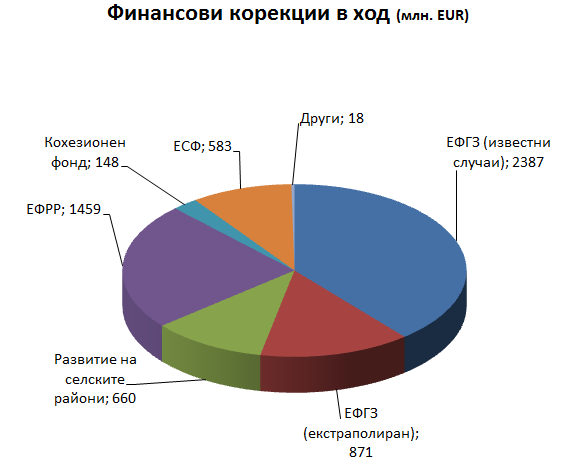 Финансови корекции в ход (млн. EUR)
Други; 18
ЕФГЗ (известни
случаи); 2387
Кохезионен
фонд; 148
ЕСФ; 583
ЕФРР; 1459
Развитие на
селските
райони; 660
ЕФГЗ
(екстраполиран);
871